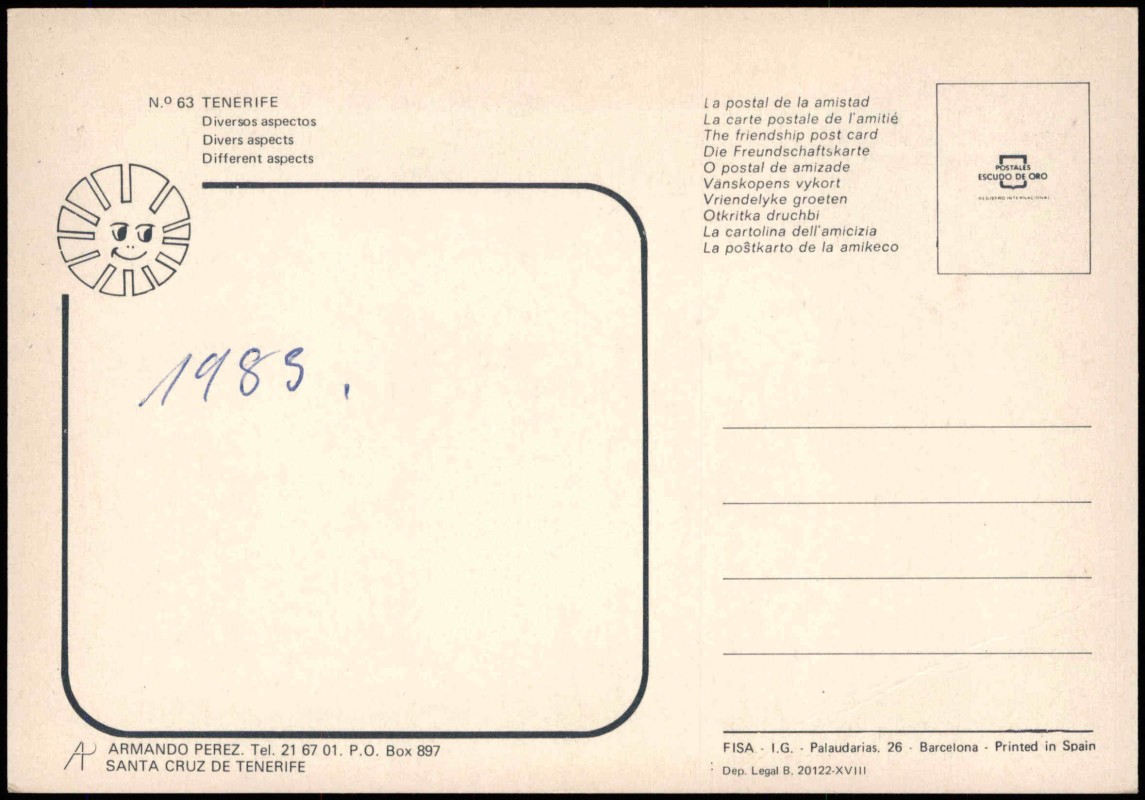 N.º 63 TENERIFE
Diversos aspectos
Divers aspects
Different aspects
1983.
ARMANDO PEREZ. Tel. 21 67 01. P.O. Box 897
SANTA CRUZ DE TENERIFE
La postal de la amistad
La carte postale de l'amitié
The friendship post card
Die Freundschaftskarte
O postal de amizade
Vänskopens vykort
Vriendelyke groeten
Otkritka druchbi
La cartolina dell'amicizia
La poŝtkarto de la amikeco
POSTALES
ESCUDO DE ORO
REGISTRO INTERNACIONAL
FISA - I.G. - Palaudarias, 26 - Barcelona - Printed in Spain
Dep. Legal B. 20122-XVIII